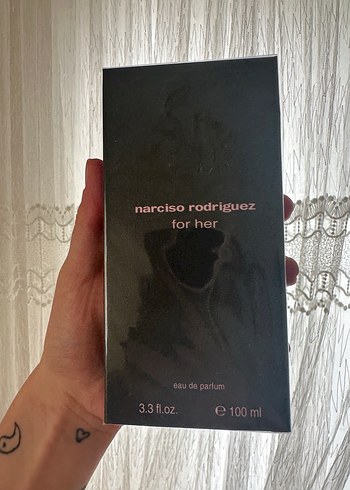 narciso rodriguez
for her
eau de parfum
3.3 fl.oz. ℮ 100 ml